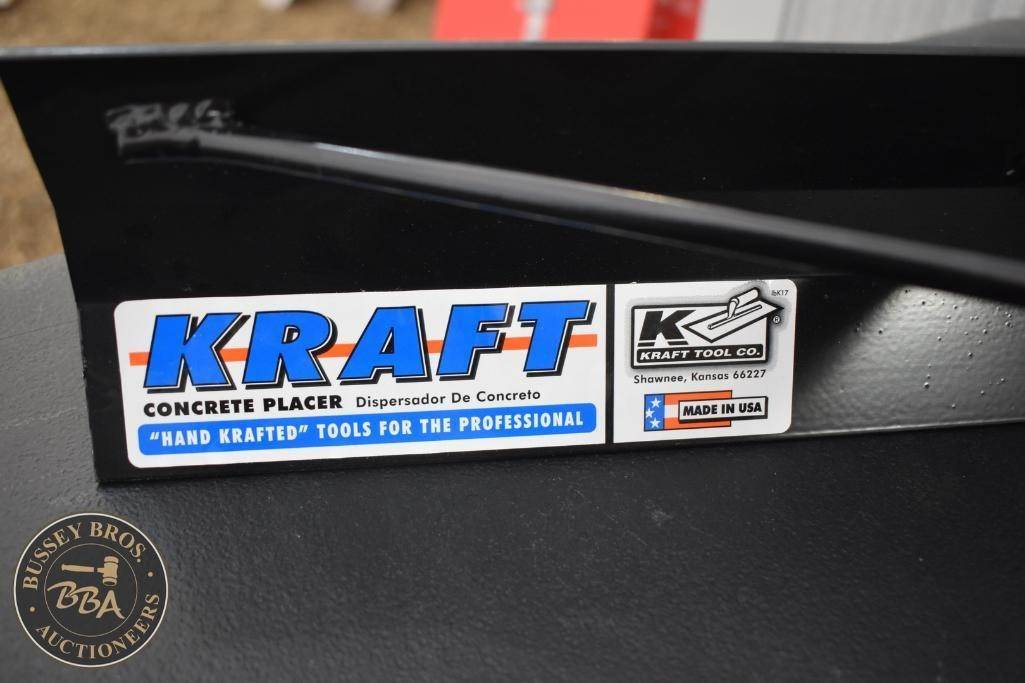 KRAFT
CONCRETE PLACER Dispersador De Concreto
"HAND KRAFTED" TOOLS FOR THE PROFESSIONAL
K
®
KRAFT TOOL CO.
Shawnee, Kansas 66227
MADE IN USA
BUSSEY BROS.
BBA
AUCTIONEERS